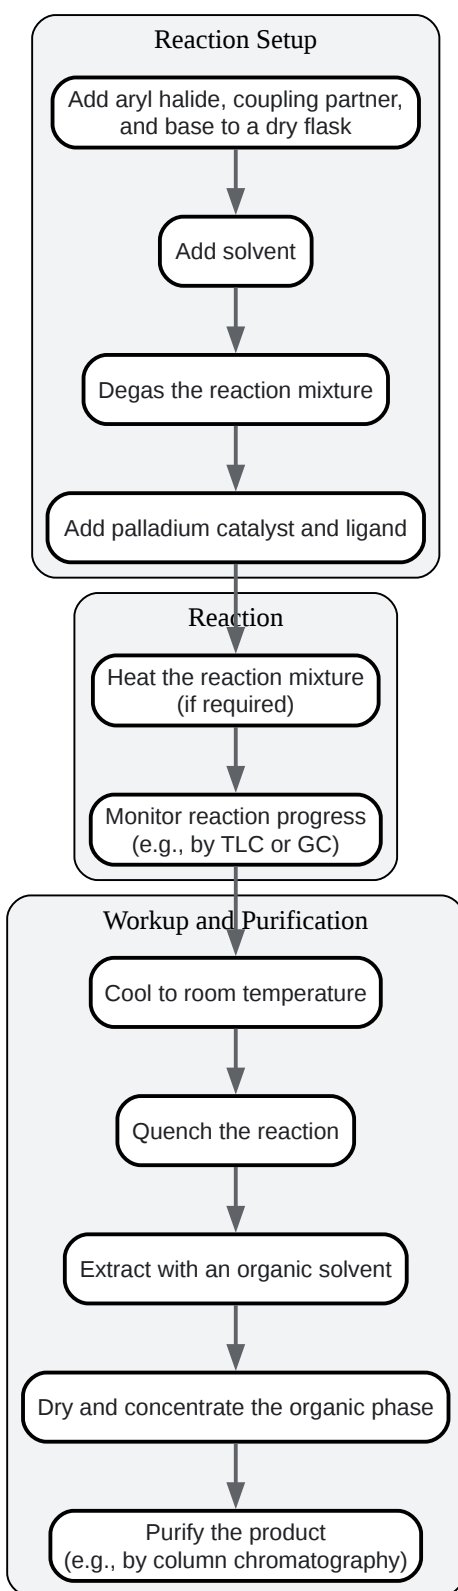 Reaction Setup
Add aryl halide, coupling partner,
and base to a dry flask
Add solvent
Degas the reaction mixture
Add palladium catalyst and ligand
Reaction
Heat the reaction mixture
(if required)
Monitor reaction progress
(e.g., by TLC or GC)
Workup and Purification
Cool to room temperature
Quench the reaction
Extract with an organic solvent
Dry and concentrate the organic phase
Purify the product
(e.g., by column chromatography)